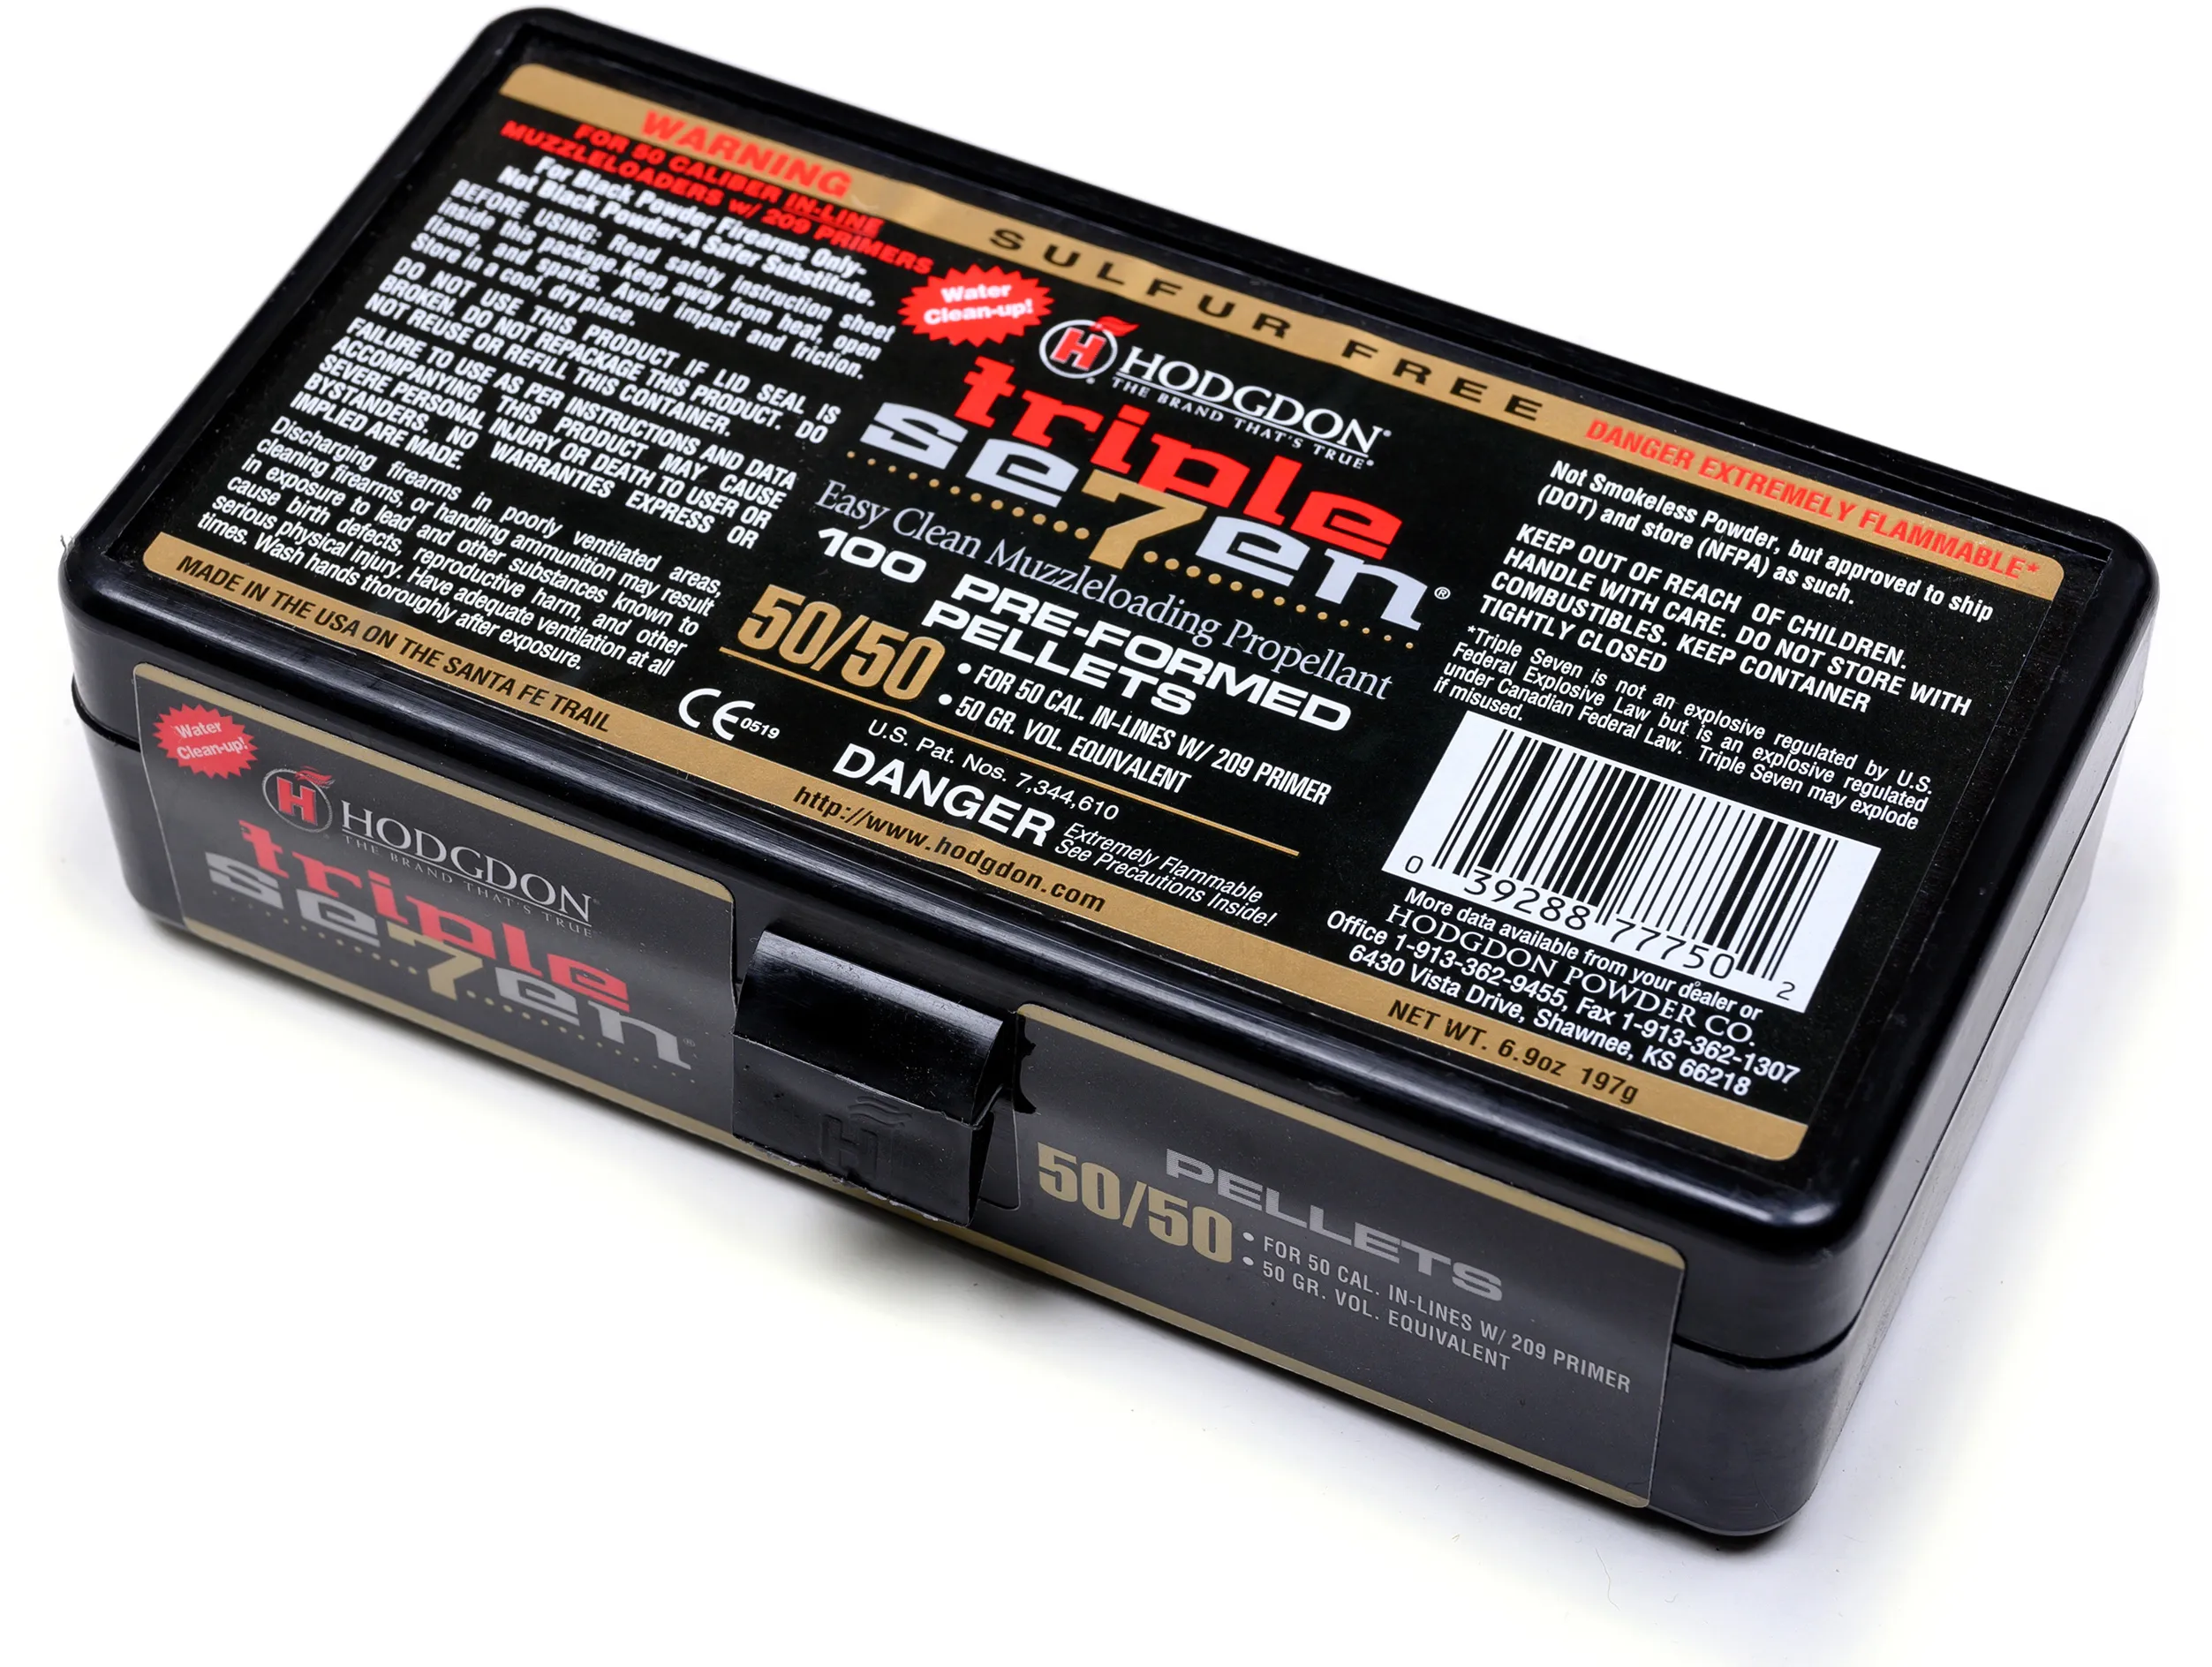 WARNING
FOR 50 CALIBER IN-LINE
MUZZLELOADERS w/ 209 PRIMERS
For Black Powder Firearms Only-
Not Black Powder-A Safer Substitute.
BEFORE USING: Read safety instruction sheet
inside this package. Keep away from heat, open
flame, and sparks. Avoid impact and friction.
Store in a cool, dry place.
DO NOT USE THIS PRODUCT IF LID SEAL IS
BROKEN. DO NOT REPACKAGE THIS PRODUCT. DO
NOT REUSE OR REFILL THIS CONTAINER.
FAILURE TO USE AS PER INSTRUCTIONS AND DATA
ACCOMPANYING THIS PRODUCT MAY CAUSE
SEVERE PERSONAL INJURY OR DEATH TO USER OR
BYSTANDERS. NO WARRANTIES EXPRESS OR
IMPLIED ARE MADE.
Discharging firearms in poorly ventilated areas,
cleaning firearms, or handling ammunition may result
in exposure to lead and other substances known to
cause birth defects, reproductive harm, and other
serious physical injury. Have adequate ventilation at all
times. Wash hands thoroughly after exposure.
MADE IN THE USA ON THE SANTA FE TRAIL
SULFUR FREE
Water
Clean-up!
H HODGDON®
THE BRAND THAT'S TRUE®
triple
se7en®
Easy Clean Muzzleloading Propellant
100 PRE-FORMED
PELLETS
50/50
• FOR 50 CAL. IN-LINES W/ 209 PRIMER
• 50 GR. VOL. EQUIVALENT
CE 0519
U.S. Pat. Nos. 7,344,610
DANGER
Extremely Flammable
See Precautions Inside!
http://www.hodgdon.com
DANGER EXTREMELY FLAMMABLE*
Not Smokeless Powder, but approved to ship
(DOT) and store (NFPA) as such.
KEEP OUT OF REACH OF CHILDREN.
HANDLE WITH CARE. DO NOT STORE WITH
COMBUSTIBLES. KEEP CONTAINER
TIGHTLY CLOSED
*Triple Seven is not an explosive regulated by U.S.
Federal Explosive Law but is an explosive regulated
under Canadian Federal Law. Triple Seven may explode
if misused.
0 39288 77750 2
More data available from your dealer or
HODGDON POWDER CO.
Office 1-913-362-9455, Fax 1-913-362-1307
6430 Vista Drive, Shawnee, KS 66218
NET WT. 6.9oz 197g
Water
Clean-up!
H HODGDON
THE BRAND THAT'S TRUE
triple
se7en®
H
PELLETS
50/50
• FOR 50 CAL. IN-LINES W/ 209 PRIMER
• 50 GR. VOL. EQUIVALENT